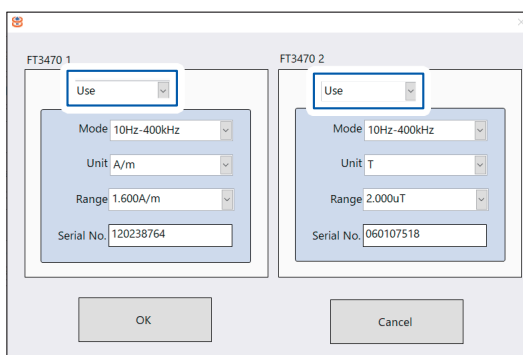 FT3470 1
Use
Mode 10Hz-400kHz
Unit A/m
Range 1.600A/m
Serial No. 120238764
FT3470 2
Use
Mode 10Hz-400kHz
Unit T
Range 2.000uT
Serial No. 060107518
OK
Cancel